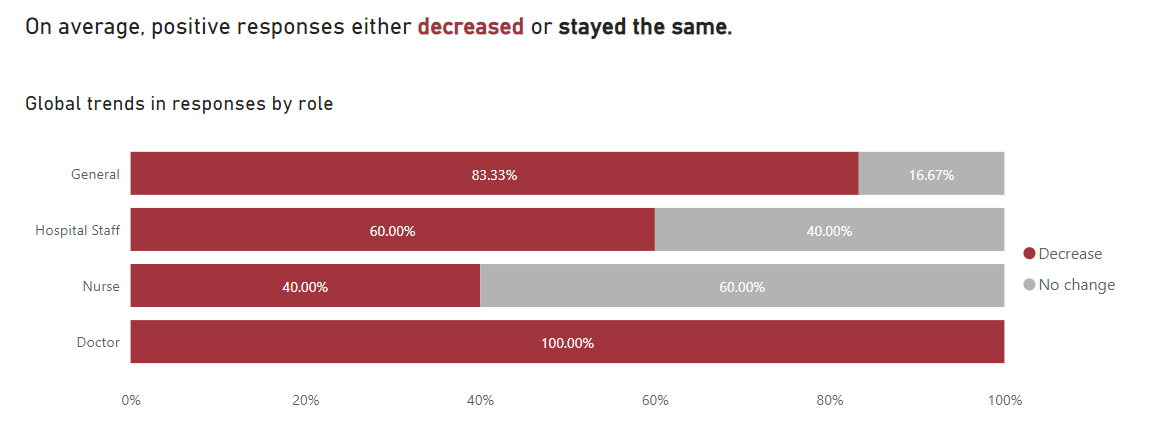 On average, positive responses either decreased or stayed the same.
Global trends in responses by role
General 83.33% 16.67%
Hospital Staff 60.00% 40.00%
Decrease
Nurse 40.00% 60.00%
No change
Doctor 100.00%
0% 20% 40% 60% 80% 100%